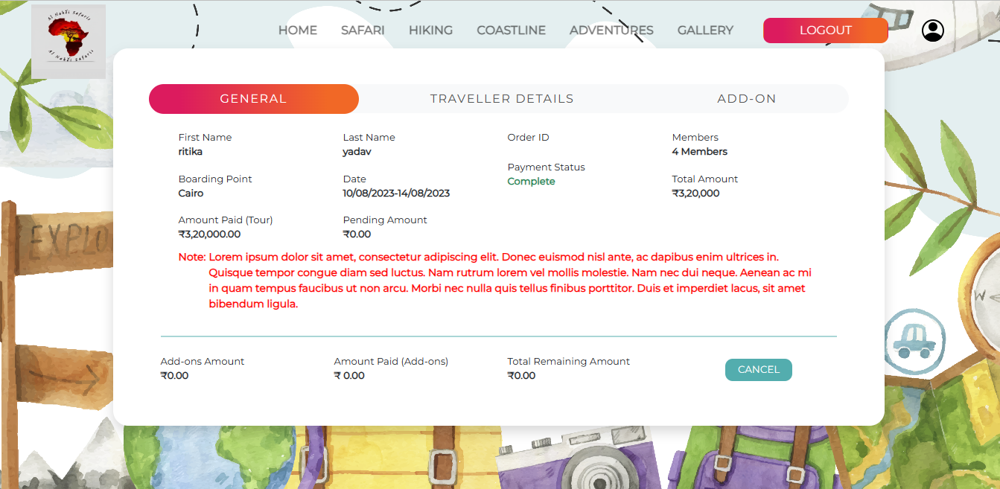 Al Nahdi Safaris
Al Nahdi Safaris
HOME SAFARI HIKING COASTLINE ADVENTURES GALLERY LOGOUT
GENERAL TRAVELLER DETAILS ADD-ON
First Name Last Name Order ID Members
ritika yadav 4 Members
Payment Status
Complete
Boarding Point Date Total Amount
Cairo 10/08/2023-14/08/2023 ₹3,20,000
Amount Paid (Tour) Pending Amount
₹3,20,000.00 ₹0.00
EXPLO
Note: Lorem ipsum dolor sit amet, consectetur adipiscing elit. Donec euismod nisl ante, ac dapibus enim ultrices in.
Quisque tempor congue diam sed luctus. Nam rutrum lorem vel mollis molestie. Nam nec dui neque. Aenean ac mi
in quam tempus faucibus ut non arcu. Morbi nec nulla quis tellus finibus porttitor. Duis et imperdiet lacus, sit amet
bibendum ligula.
W
Add-ons Amount Amount Paid (Add-ons) Total Remaining Amount
₹0.00 ₹ 0.00 ₹0.00
CANCEL